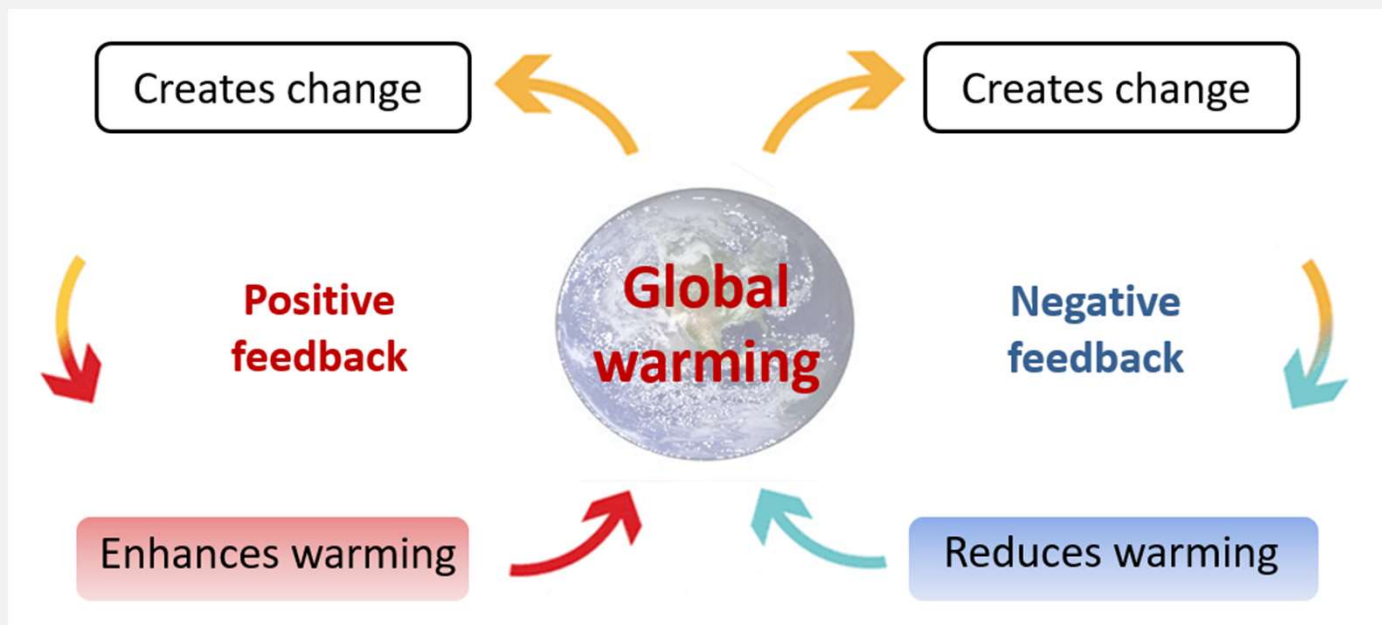 Creates change
Creates change
Positive
feedback
Global
warming
Negative
feedback
Enhances warming
Reduces warming